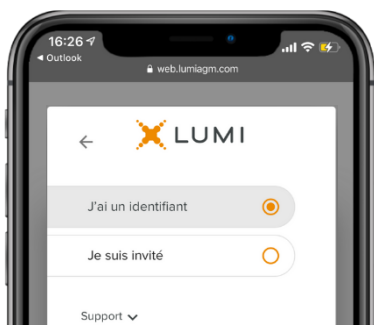 16:26
Outlook
web.lumiagm.com
LUMI
J'ai un identifiant
Je suis invité
Support